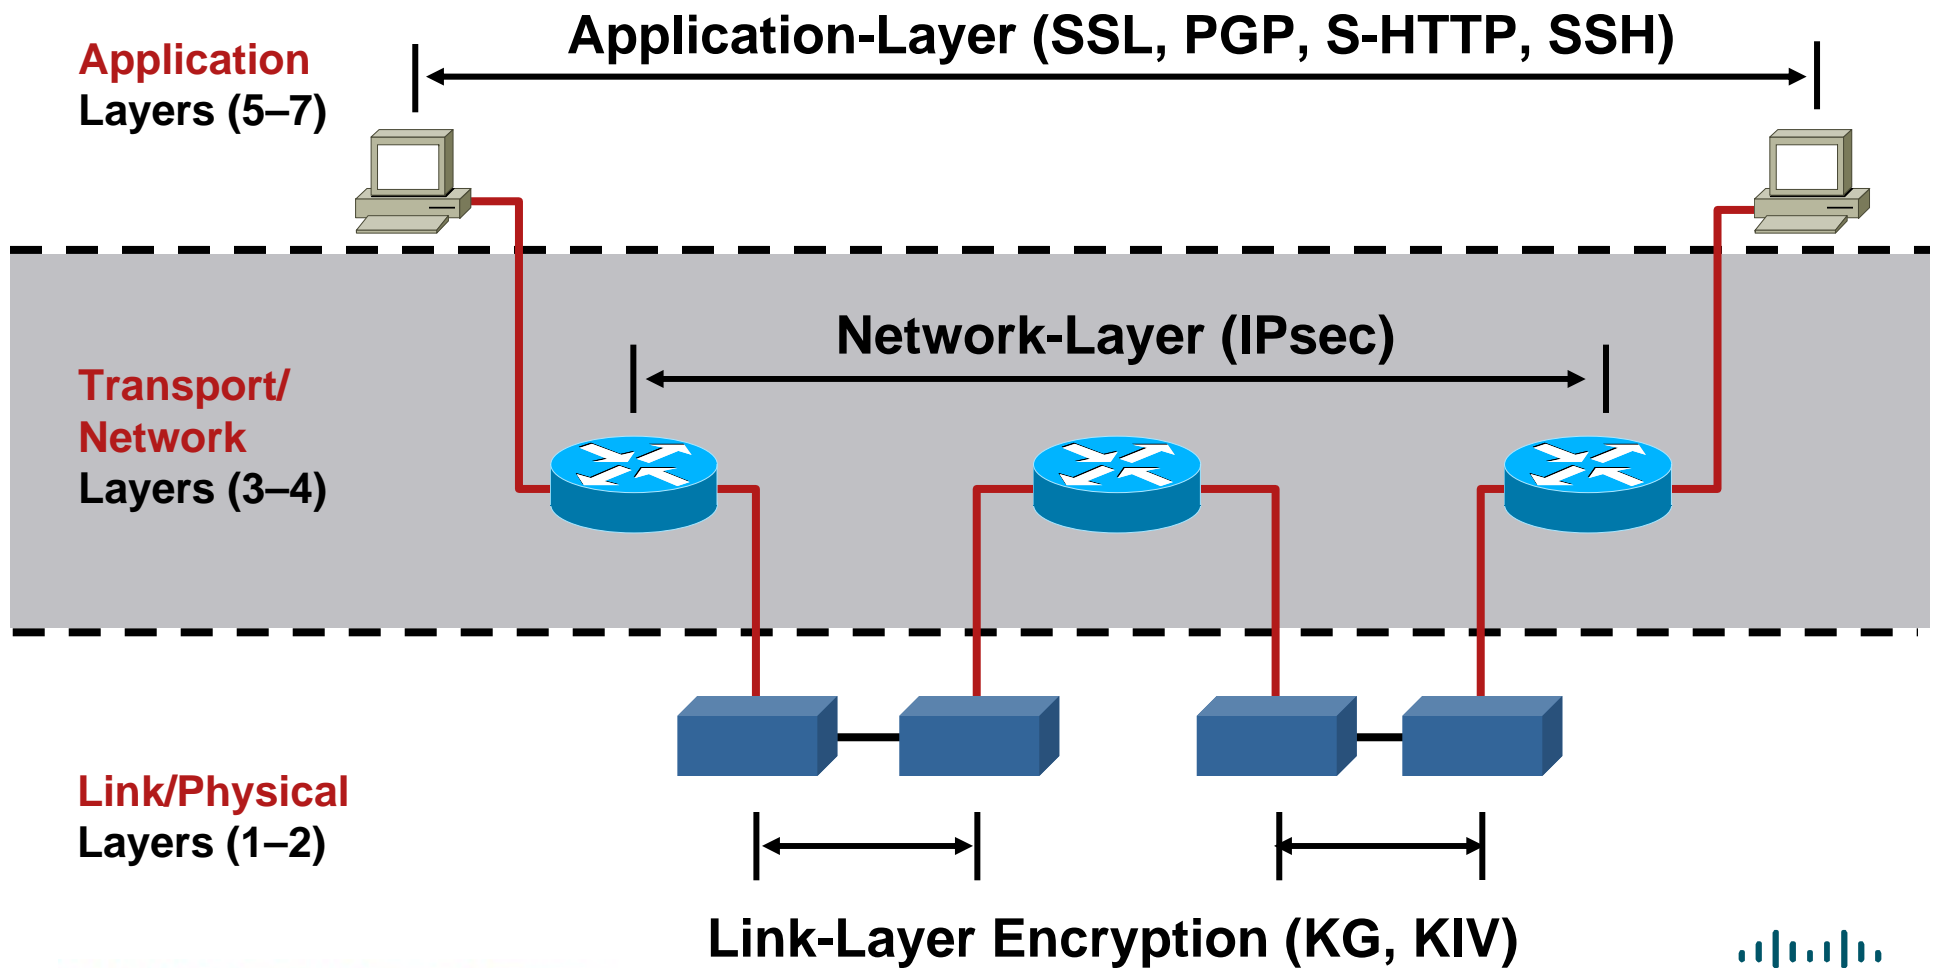 Application-Layer (SSL, PGP, S-HTTP, SSH)
Application
Layers (5–7)
Network-Layer (IPsec)
Transport/
Network
Layers (3–4)
Link/Physical
Layers (1–2)
Link-Layer Encryption (KG, KIV)